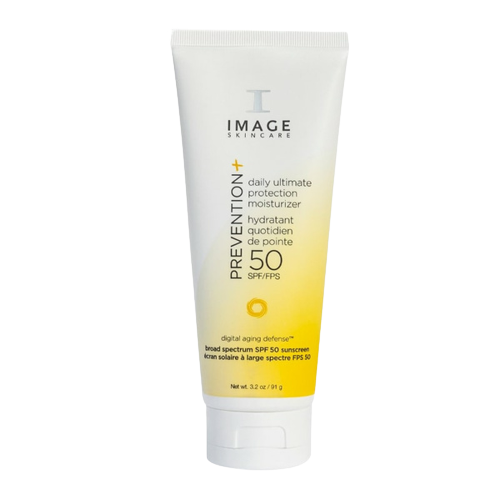 IMAGE
SKINCARE
PREVENTION+
daily ultimate
protection
moisturizer
hydratant
quotidien
de pointe
50
SPF/FPS
digital aging defense™
broad spectrum SPF 50 sunscreen
écran solaire à large spectre FPS 50
Net wt. 3.2 oz / 91 g